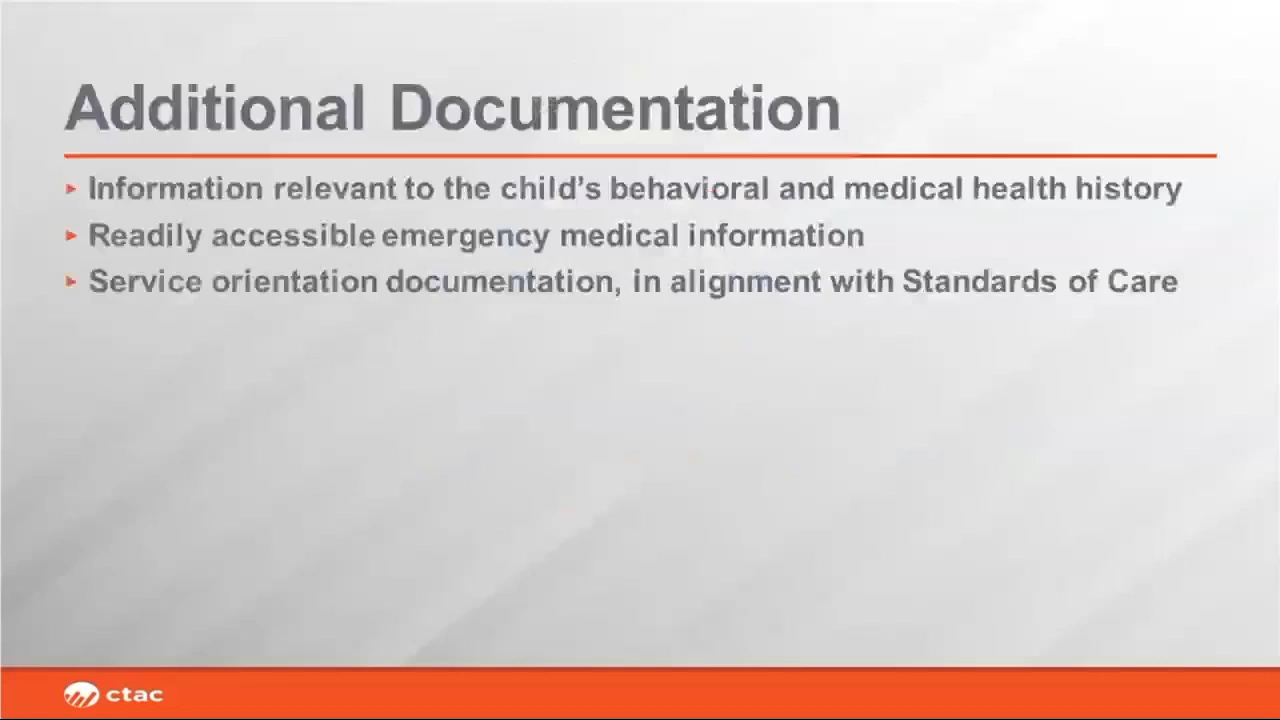 Additional Documentation
Information relevant to the child’s behavioral and medical health history
Readily accessible emergency medical information
Service orientation documentation, in alignment with Standards of Care
ctac